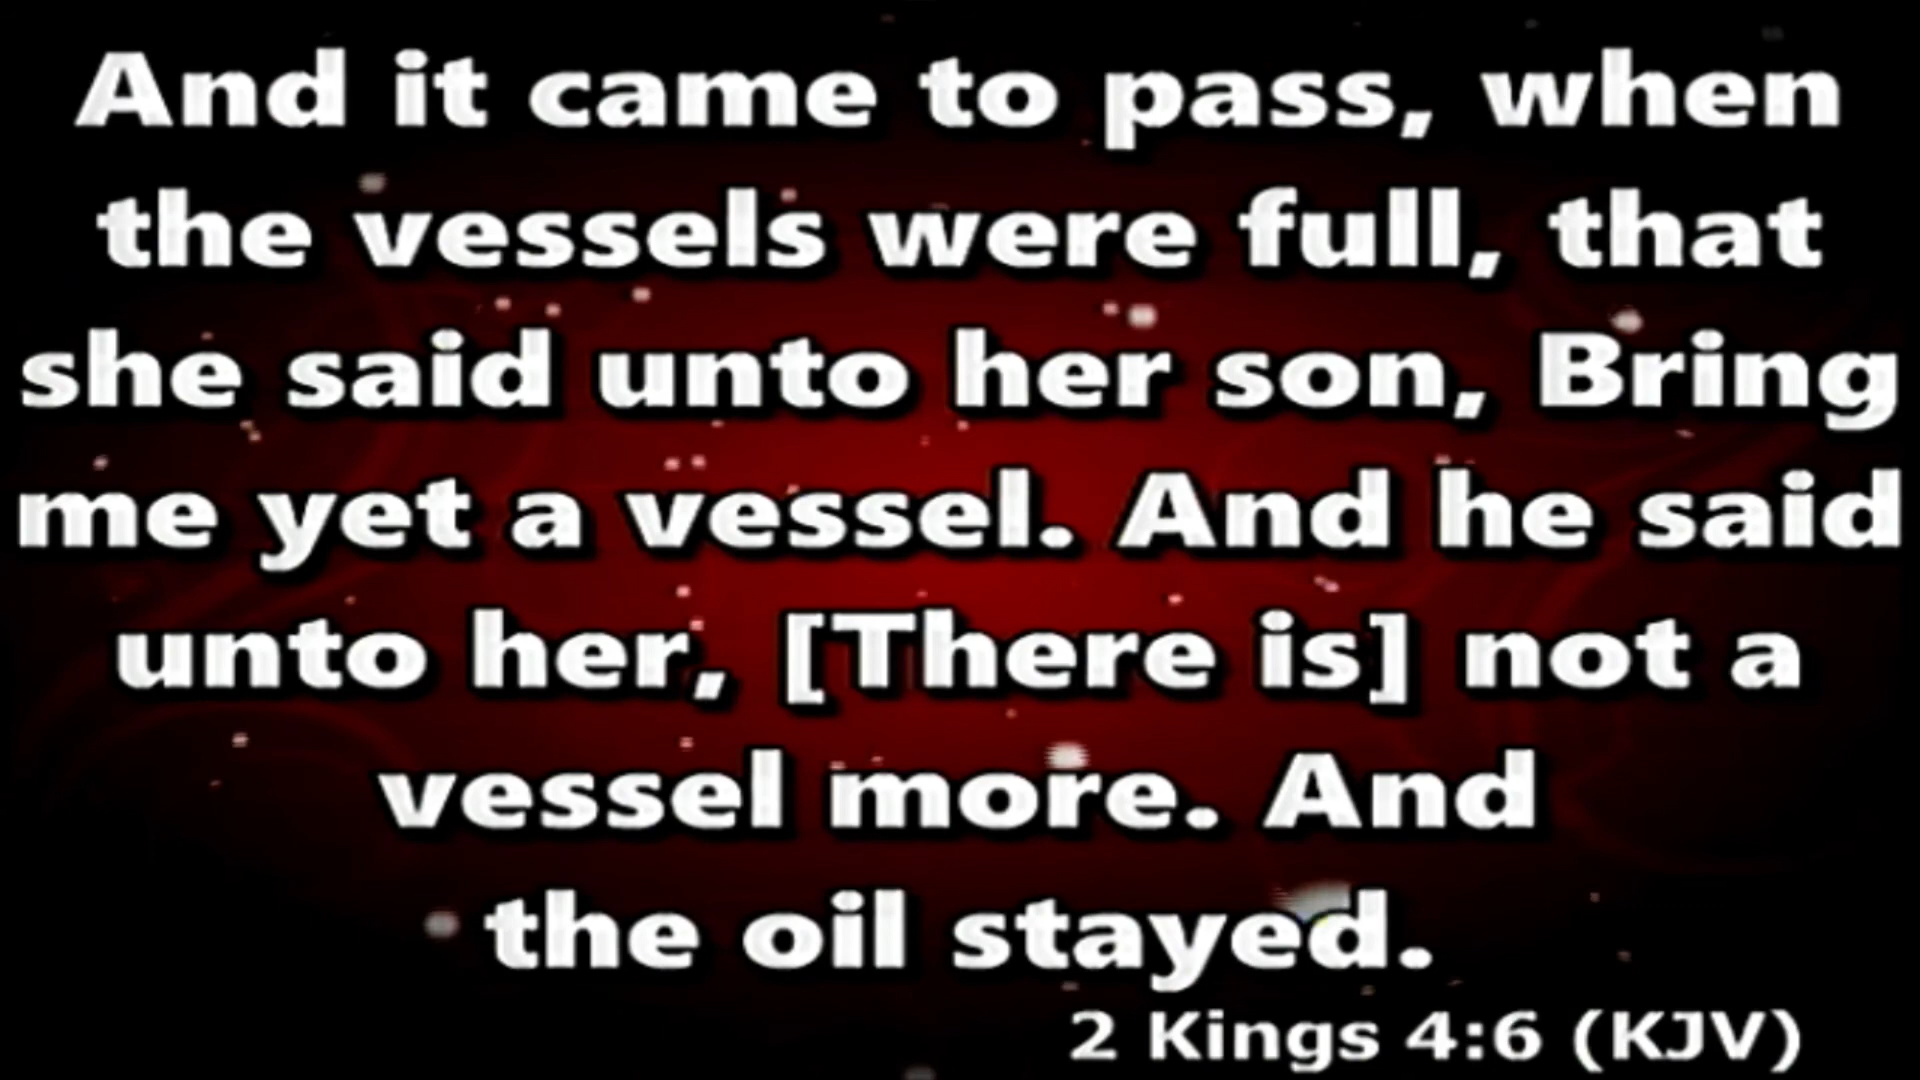 And it came to pass, when
the vessels were full, that
she said unto her son, Bring
me yet a vessel. And he said
unto her, [There is] not a
vessel more. And
the oil stayed.
2 Kings 4:6 (KJV)